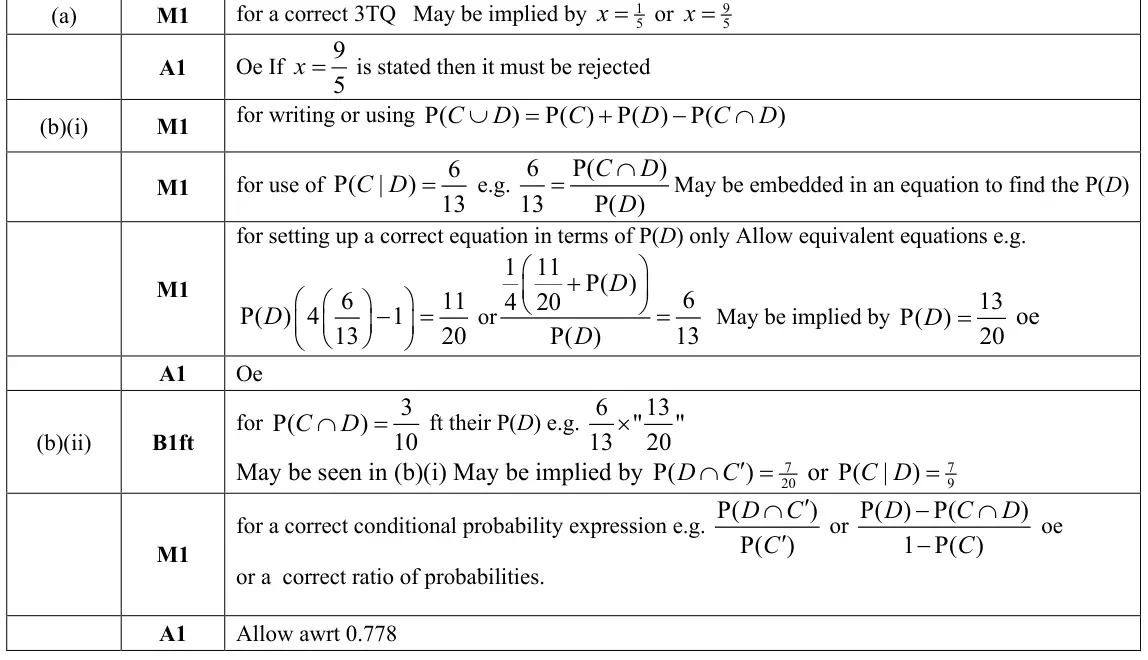 (a) M1 for a correct 3TQ May be implied by x = 1/5 or x = 9/5
A1 Oe If x = 9/5 is stated then it must be rejected
(b)(i) M1 for writing or using P(C ∪ D) = P(C) + P(D) − P(C ∩ D)
M1 for use of P(C | D) = 6/13 e.g. 6/13 = P(C ∩ D)/P(D) May be embedded in an equation to find the P(D)
for setting up a correct equation in terms of P(D) only Allow equivalent equations e.g.
M1 P(D)(4(6/13) − 1) = 11/20 or 1/4(11/20 + P(D))/P(D) = 6/13 May be implied by P(D) = 13/20 oe
A1 Oe
(b)(ii) B1ft for P(C ∩ D) = 3/10 ft their P(D) e.g. 6/13 × "13/20"
May be seen in (b)(i) May be implied by P(D ∩ C′) = 7/20 or P(C | D) = 7/9
M1 for a correct conditional probability expression e.g. P(D ∩ C′)/P(C′) or P(D) − P(C ∩ D)/1 − P(C) oe
or a correct ratio of probabilities.
A1 Allow awrt 0.778